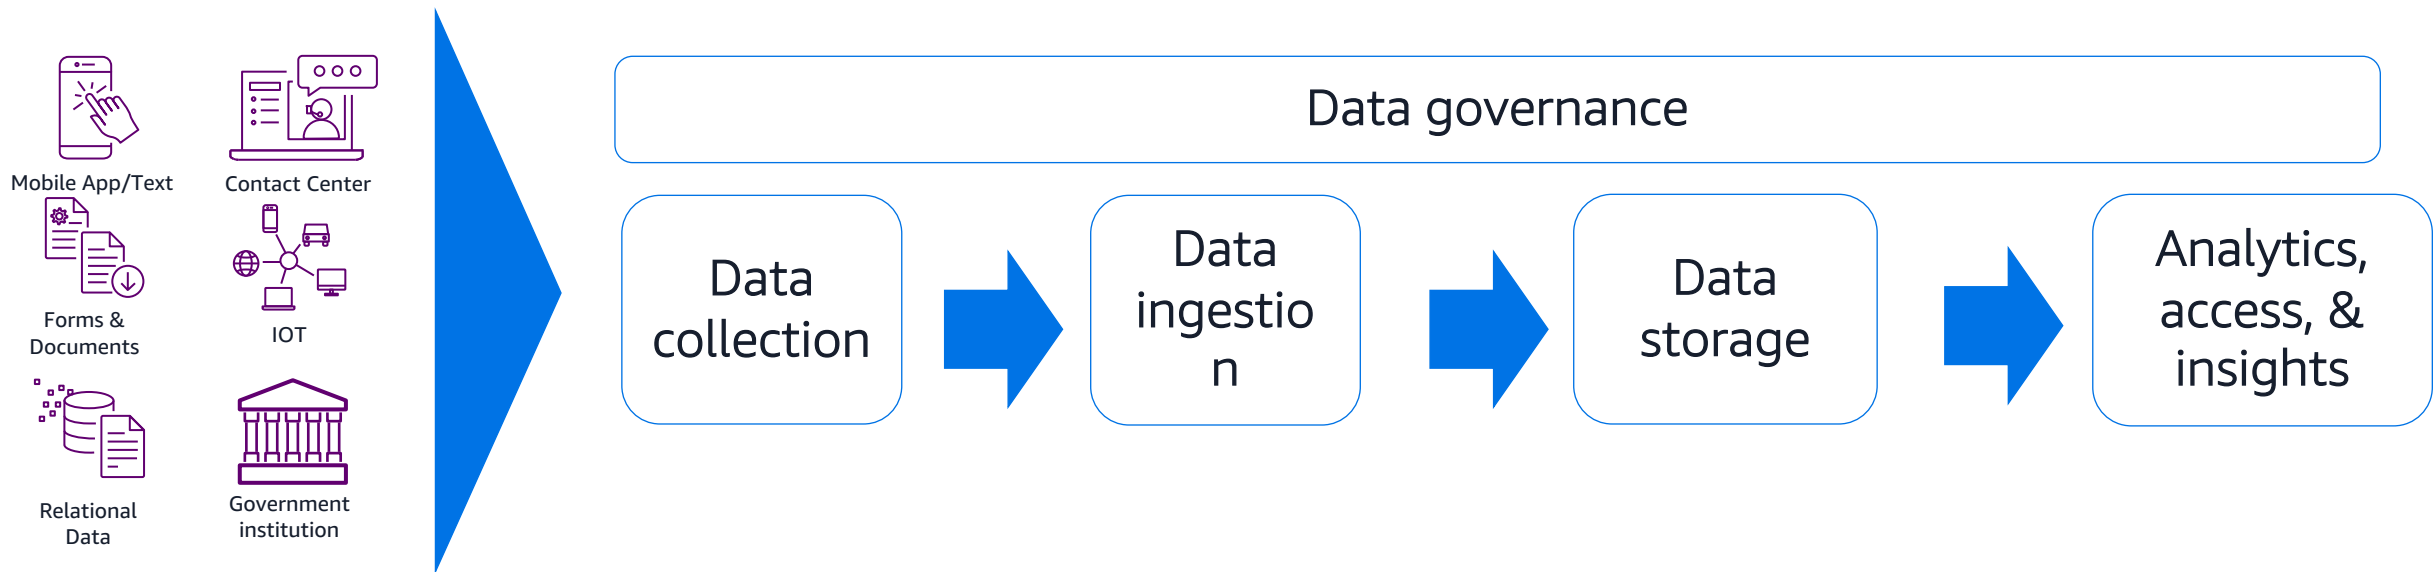 Mobile App/Text
Contact Center
Forms &
Documents
IOT
Relational
Data
Government
institution
Data governance
Data
collection
Data
ingestio
n
Data
storage
Analytics,
access, &
insights